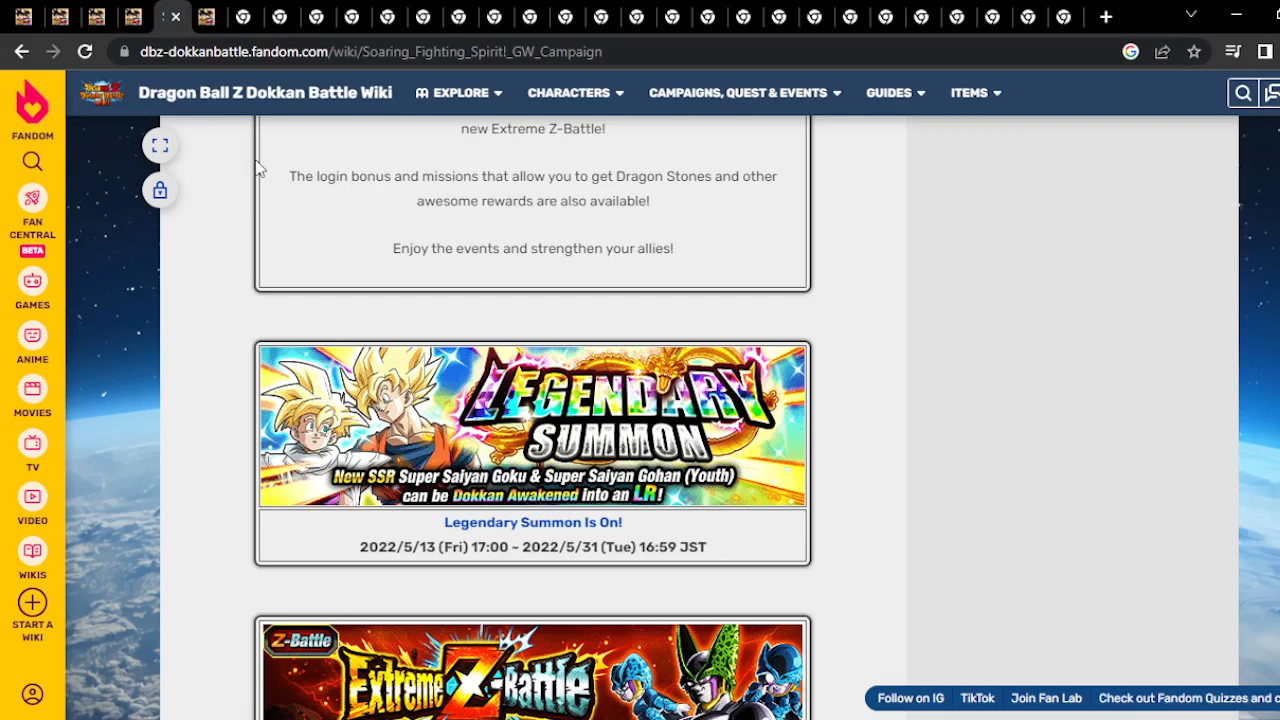 dbz-dokkanbattle.fandom.com/wiki/Soaring_Fighting_Spirit!_GW_Campaign
FANDOM
FAN
CENTRAL
BETA
GAMES
ANIME
MOVIES
TV
VIDEO
WIKIS
START A
WIKI
Dragon Ball Z Dokkan Battle Wiki
EXPLORE
CHARACTERS
CAMPAIGNS, QUEST & EVENTS
GUIDES
ITEMS
new Extreme Z-Battle!
The login bonus and missions that allow you to get Dragon Stones and other
awesome rewards are also available!
Enjoy the events and strengthen your allies!
LEGENDARY
SUMMON
New SSR Super Saiyan Goku & Super Saiyan Gohan (Youth)
can be Dokkan Awakened into an LR!
Legendary Summon Is On!
2022/5/13 (Fri) 17:00 ~ 2022/5/31 (Tue) 16:59 JST
Z-Battle
Extreme Z-Battle
Follow on IG
TikTok
Join Fan Lab
Check out Fandom Quizzes and